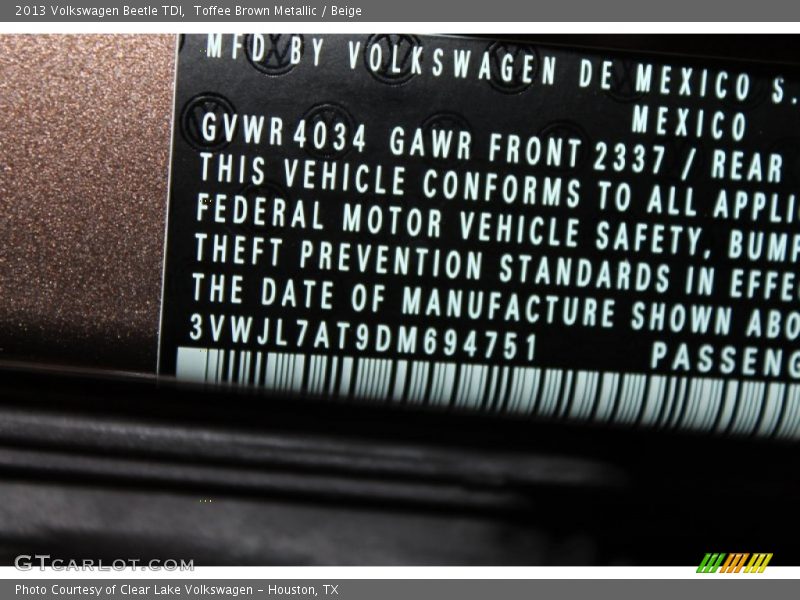 2013 Volkswagen Beetle TDI,  Toffee Brown Metallic / Beige
MFD BY VOLKSWAGEN DE MEXICO S.
MEXICO
GVWR 4034 GAWR FRONT 2337 / REAR
THIS VEHICLE CONFORMS TO ALL APPLI
FEDERAL MOTOR VEHICLE SAFETY, BUMP
THEFT PREVENTION STANDARDS IN EFFE
THE DATE OF MANUFACTURE SHOWN ABO
3VWJL7AT9DM694751 PASSENG
GTCARLOT.COM
Photo Courtesy of Clear Lake Volkswagen – Houston, TX